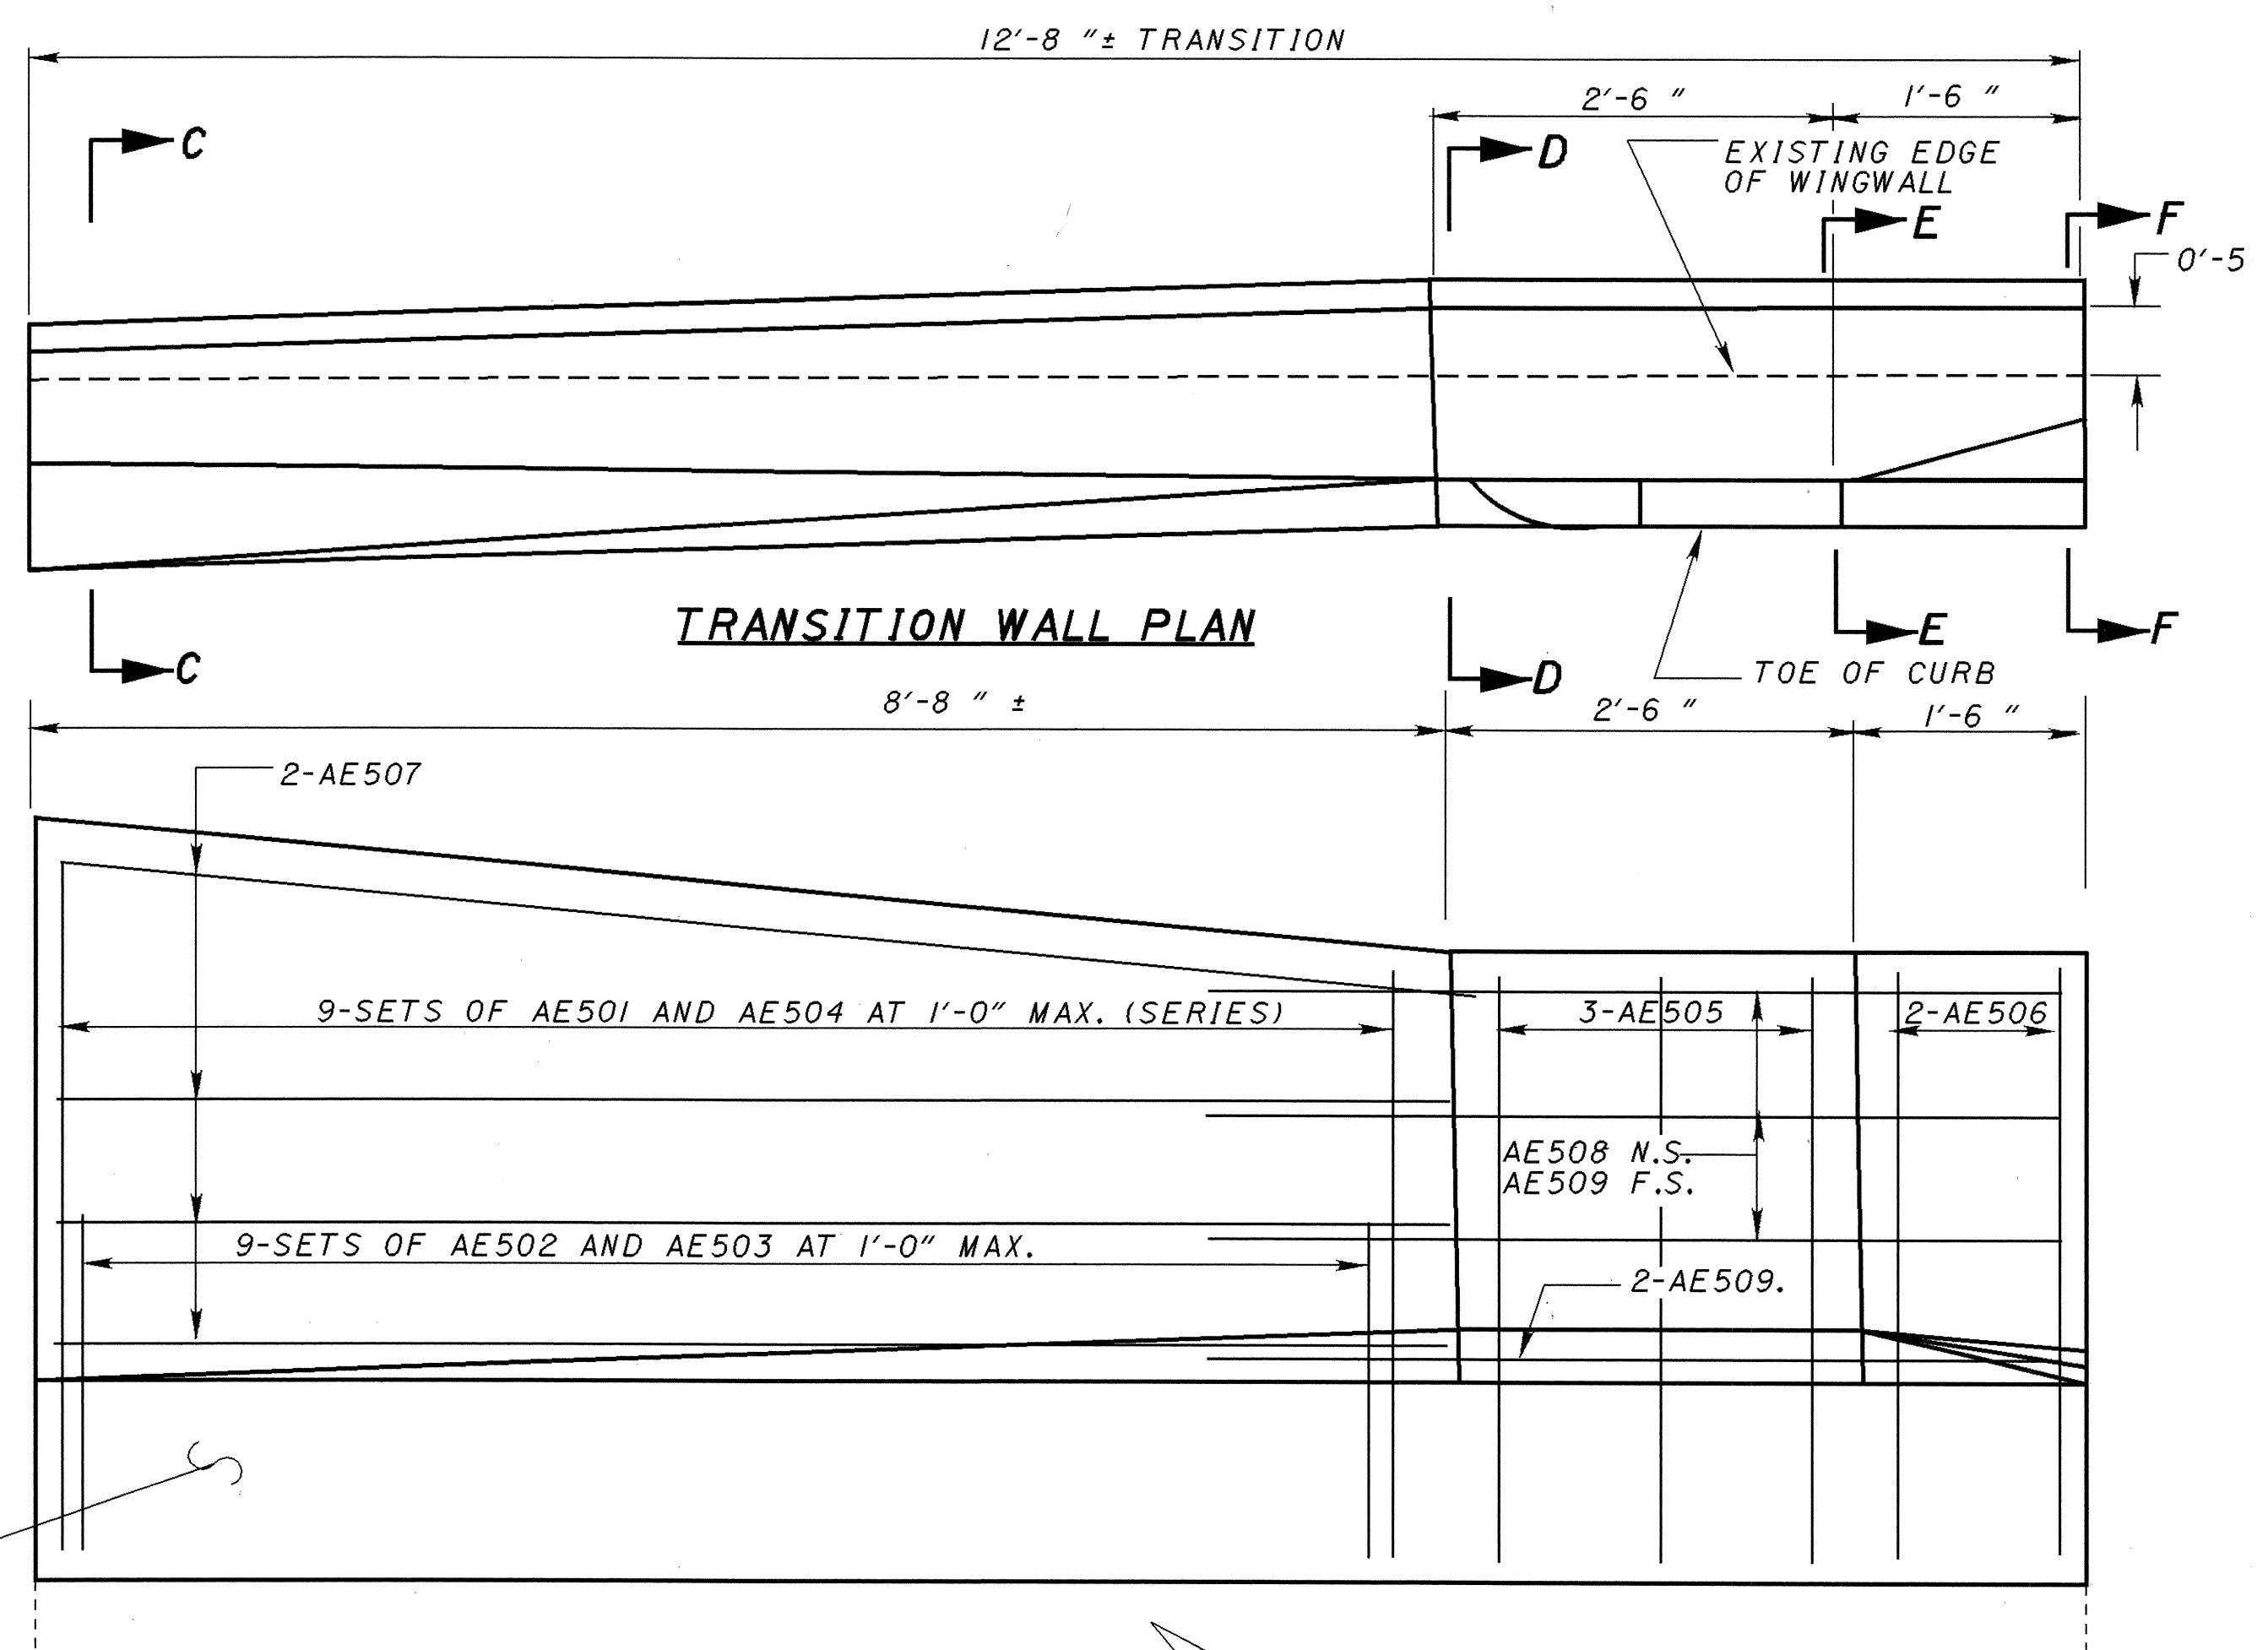 12'-8 "± TRANSITION
2'-6 "
1'-6 "
C
D
EXISTING EDGE
OF WINGWALL
E
F
0'-5
TRANSITION WALL PLAN
C
D
E
F
TOE OF CURB
8'-8 " ±
2'-6 "
1'-6 "
2-AE507
9-SETS OF AE501 AND AE504 AT 1'-0" MAX. (SERIES)
3-AE505
2-AE506
AE508 N.S.
AE509 F.S.
9-SETS OF AE502 AND AE503 AT 1'-0" MAX.
2-AE509.